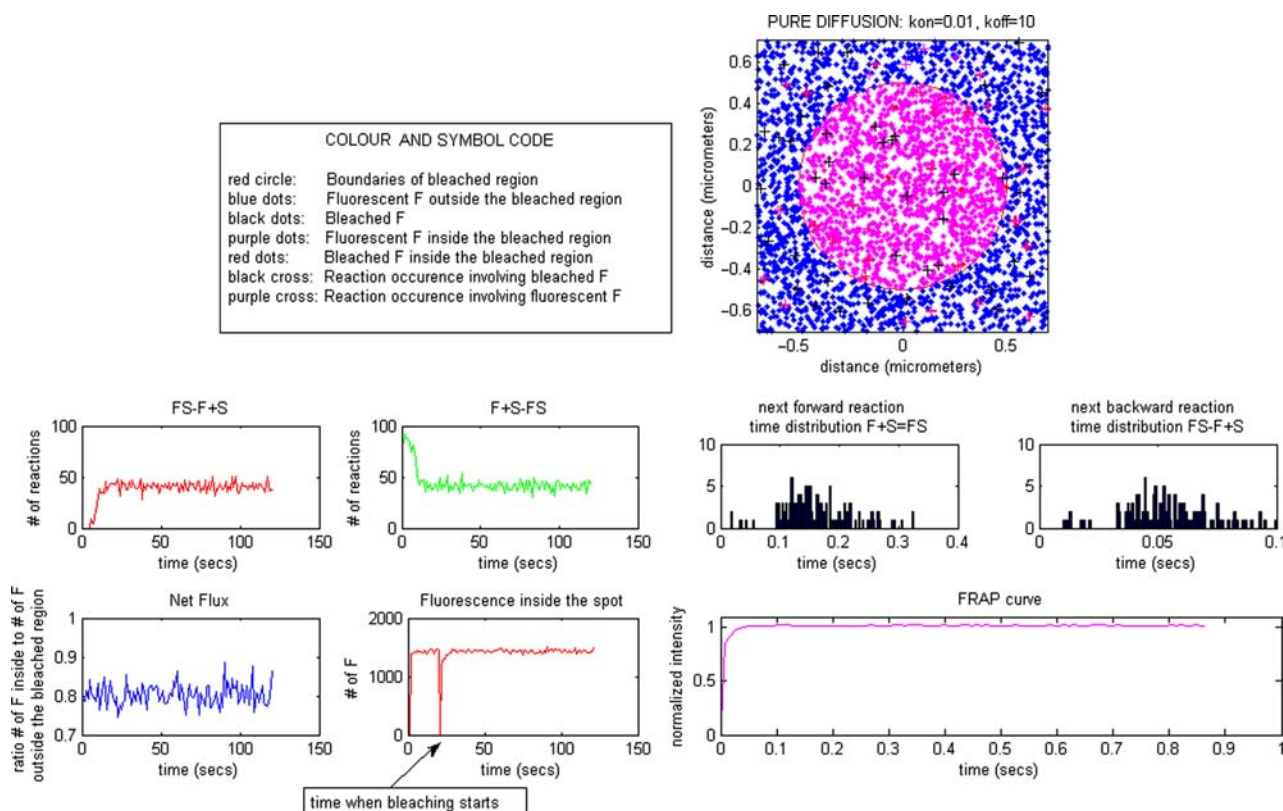 PURE DIFFUSION: kon=0.01, koff=10
0.6
0.4
0.2
0
−0.2
−0.4
−0.6
distance (micrometers)
−0.5 0 0.5
distance (micrometers)
COLOUR AND SYMBOL CODE
red circle: Boundaries of bleached region
blue dots: Fluorescent F outside the bleached region
black dots: Bleached F
purple dots: Fluorescent F inside the bleached region
red dots: Bleached F inside the bleached region
black cross: Reaction occurence involving bleached F
purple cross: Reaction occurence involving fluorescent F
FS-F+S
100
50
0
# of reactions
0 50 100 150
time (secs)
F+S-FS
100
50
0
# of reactions
0 50 100 150
time (secs)
next forward reaction
time distribution F+S=FS
10
5
0
0 0.1 0.2 0.3 0.4
time (secs)
next backward reaction
time distribution FS-F+S
10
5
0
0 0.05 0.1
time (secs)
Net Flux
1
0.9
0.8
0.7
ratio # of F inside to # of F
outside the bleached region
0 50 100 150
time (secs)
Fluorescence inside the spot
2000
1000
0
# of F
0 50 100 150
time (secs)
time when bleaching starts
FRAP curve
1
0.5
0
normalized intensity
0 0.1 0.2 0.3 0.4 0.5 0.6 0.7 0.8 0.9 1
time (secs)